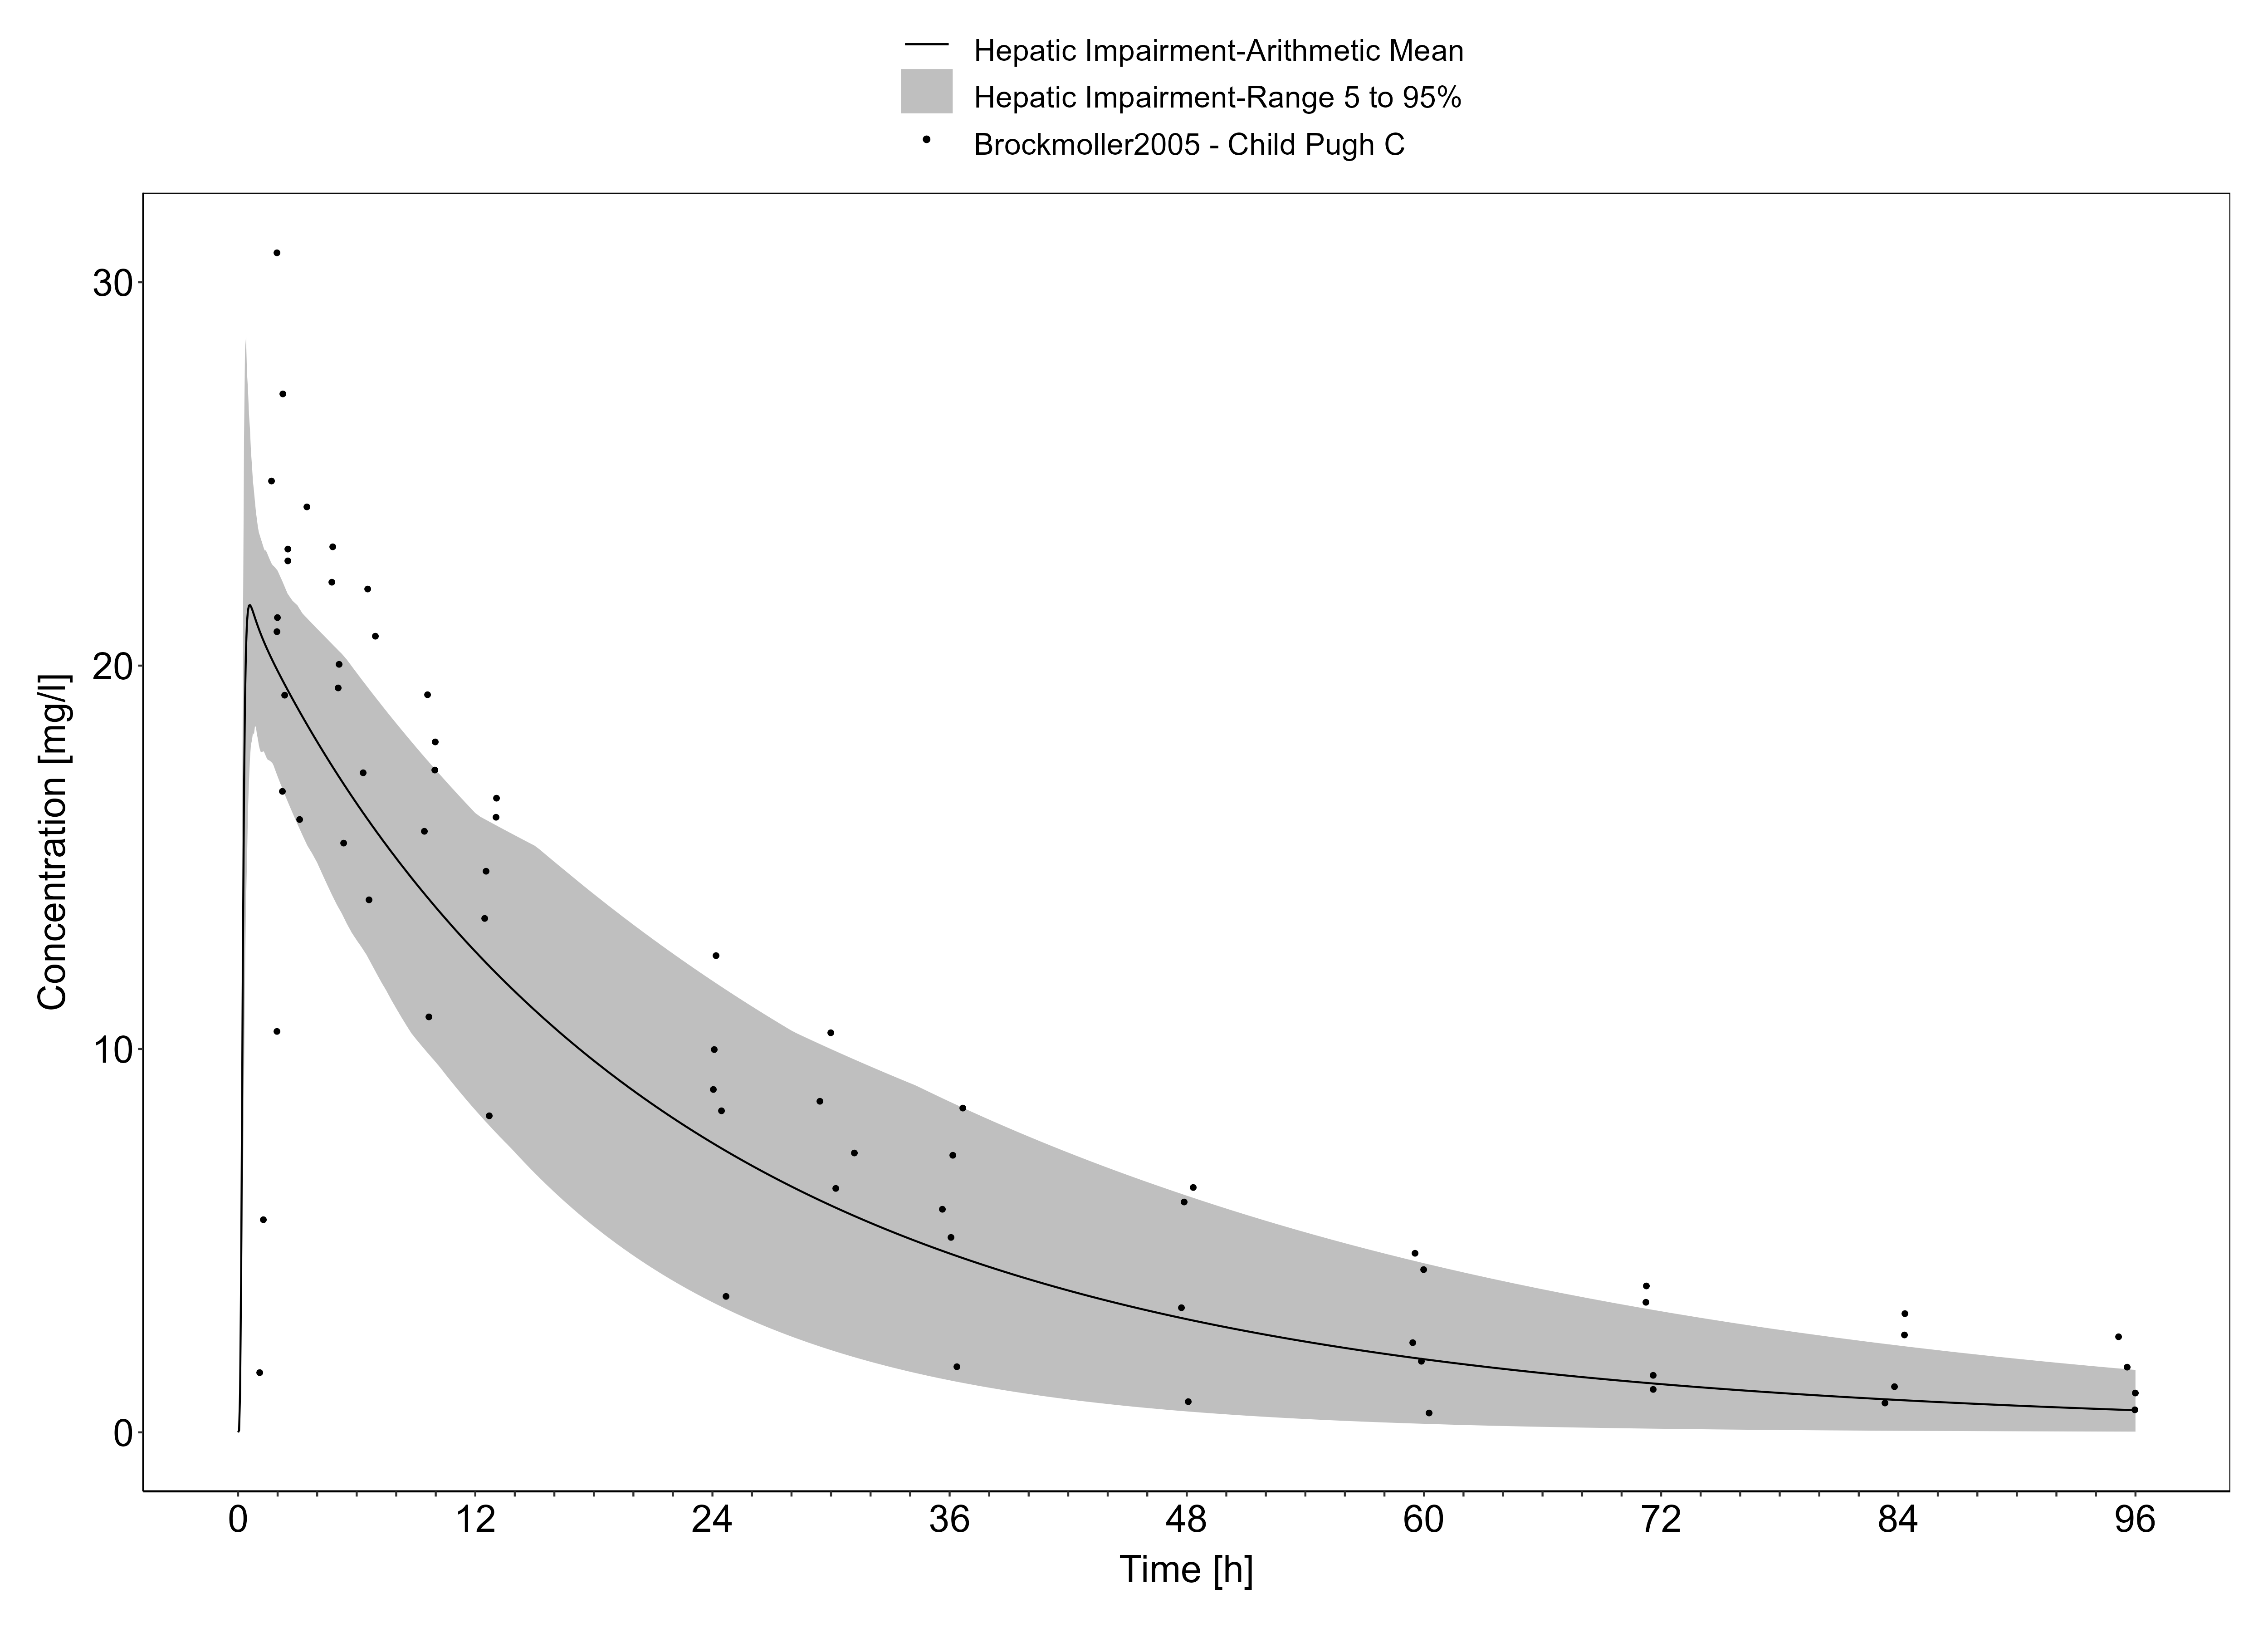 Hepatic Impairment-Arithmetic Mean
Hepatic Impairment-Range 5 to 95%
Brockmoller2005 - Child Pugh C
Concentration [mg/l]
30
20
10
0
0 12 24 36 48 60 72 84 96
Time [h]